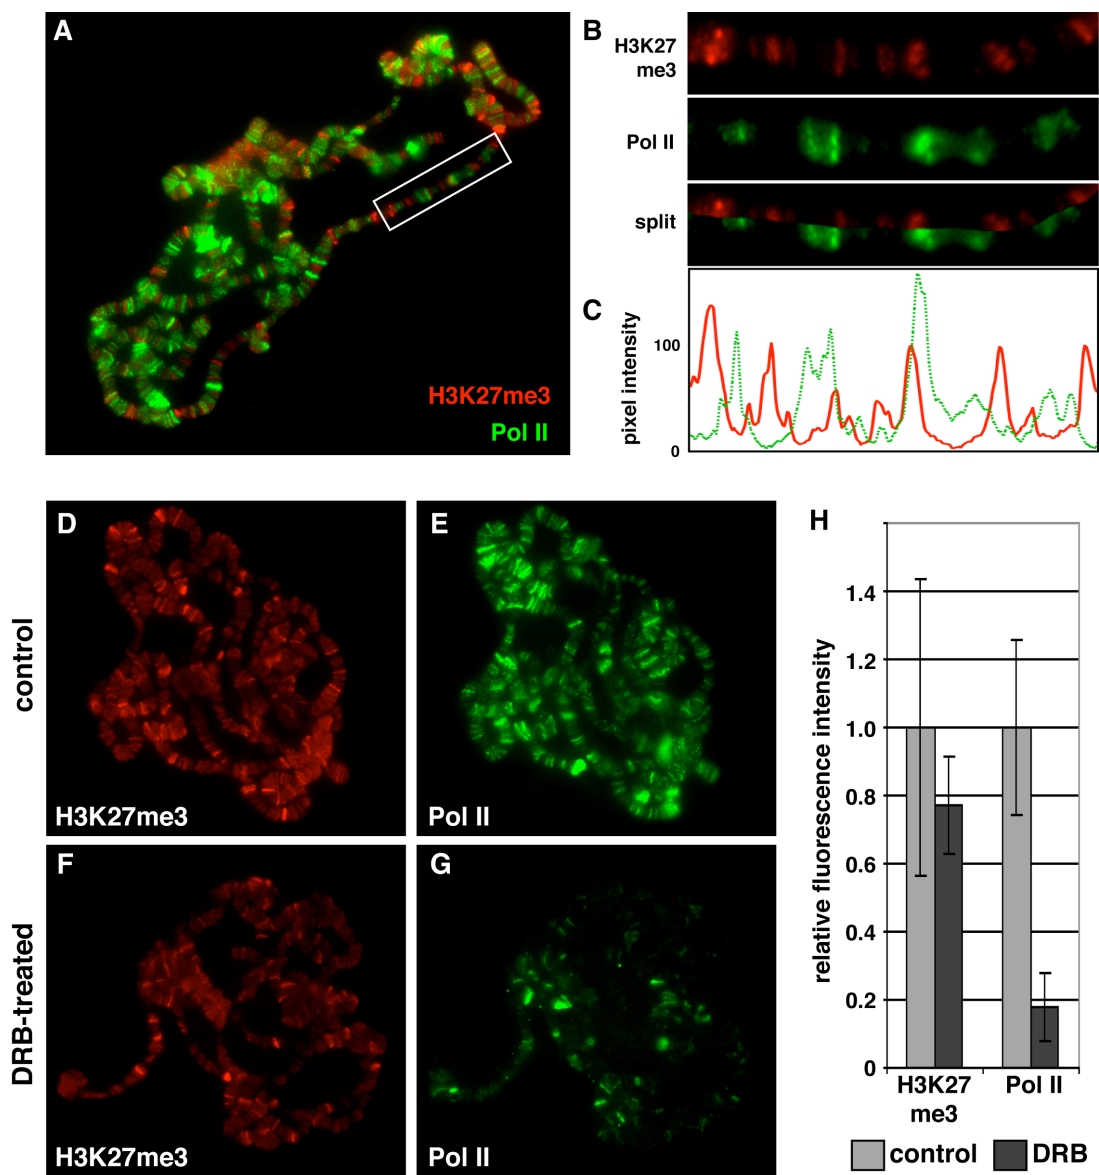 A
H3K27me3
Pol II
B
H3K27
me3
Pol II
split
C
pixel intensity
100
0
control
D
H3K27me3
E
Pol II
DRB-treated
F
H3K27me3
G
Pol II
H
relative fluorescence intensity
1.4
1.2
1.0
0.8
0.6
0.4
0.2
0
H3K27
me3
Pol II
control
DRB